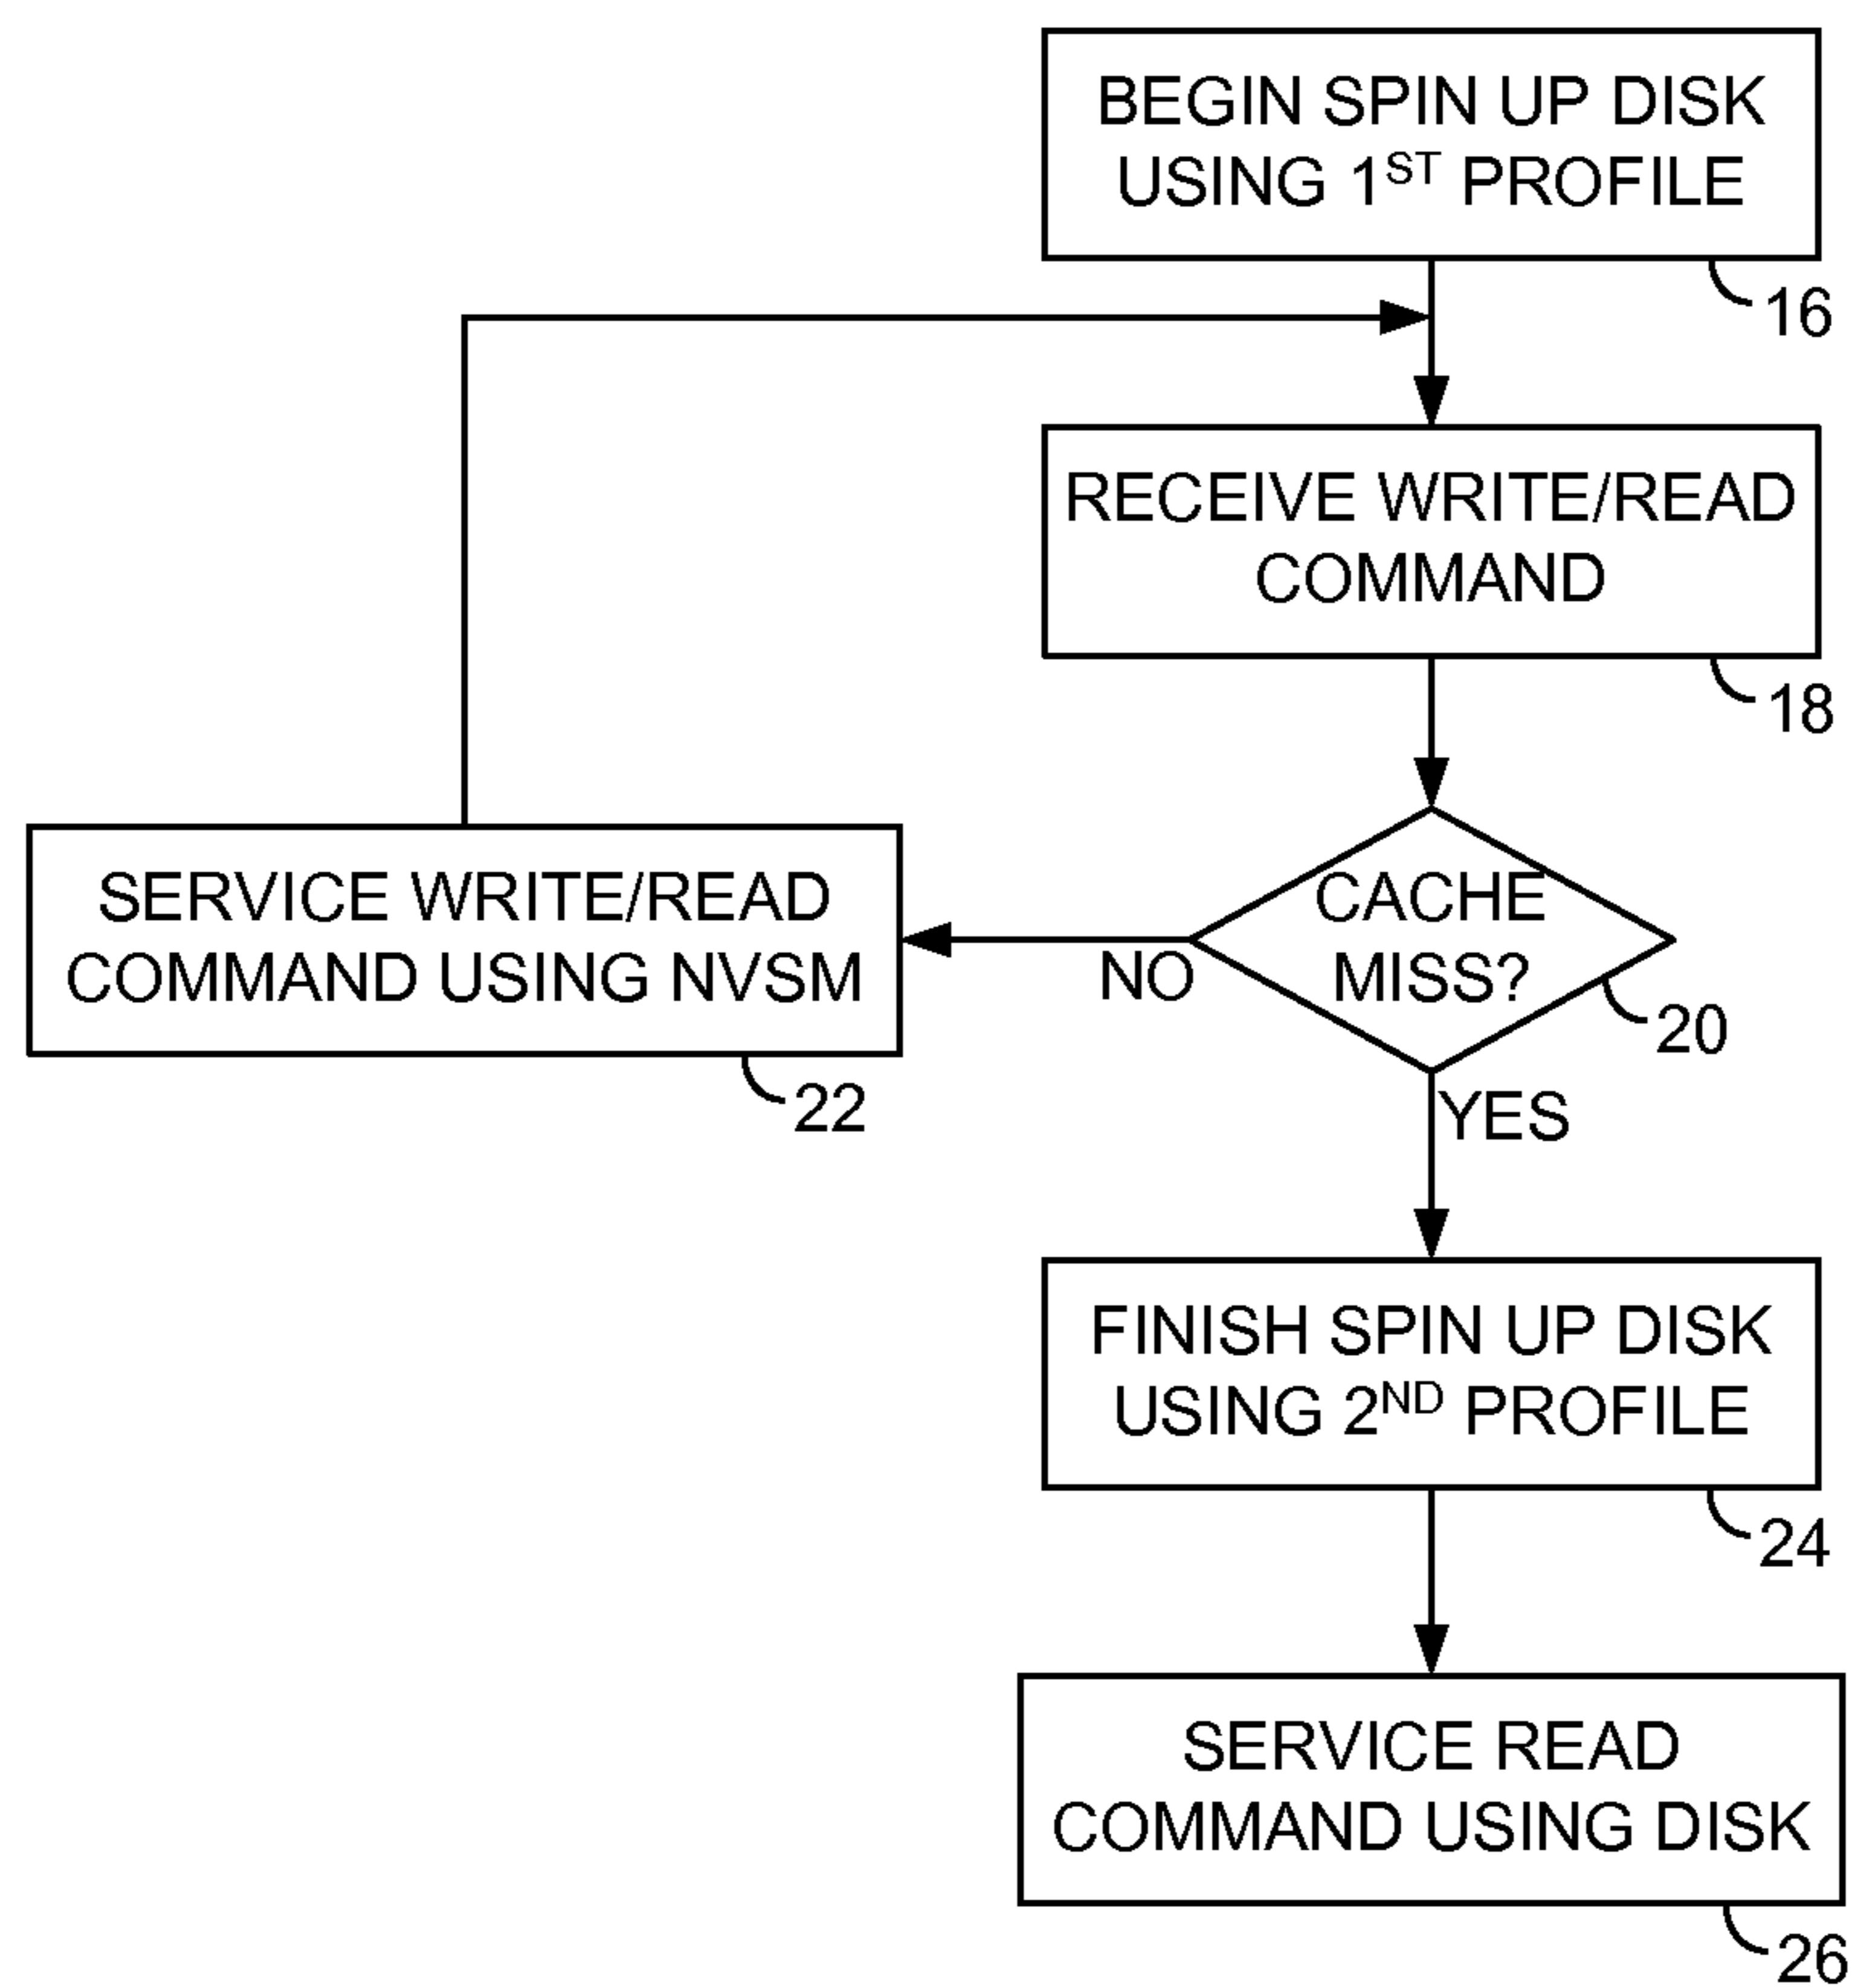 BEGIN SPIN UP DISK
USING 1ST PROFILE
16
RECEIVE WRITE/READ
COMMAND
18
CACHE
MISS?
20
NO
YES
SERVICE WRITE/READ
COMMAND USING NVSM
22
FINISH SPIN UP DISK
USING 2ND PROFILE
24
SERVICE READ
COMMAND USING DISK
26